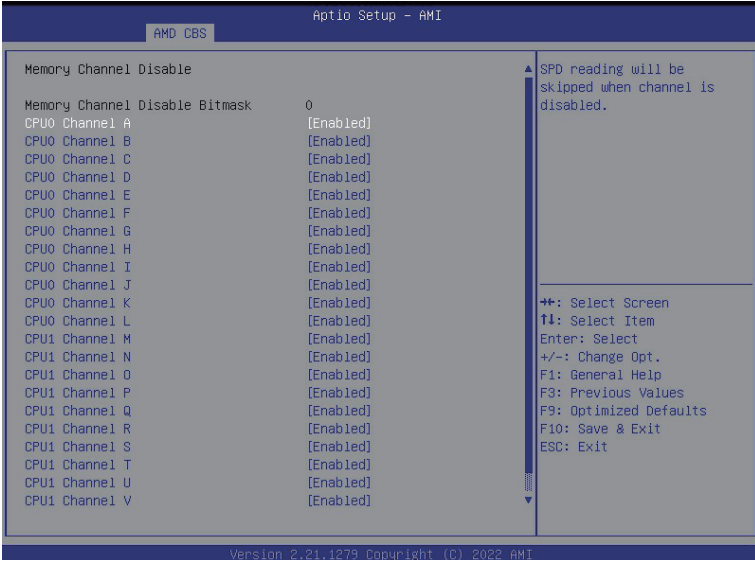 Aptio Setup - AMI
AMD CBS
Memory Channel Disable
Memory Channel Disable Bitmask 0
CPU0 Channel A [Enabled]
CPU0 Channel B [Enabled]
CPU0 Channel C [Enabled]
CPU0 Channel D [Enabled]
CPU0 Channel E [Enabled]
CPU0 Channel F [Enabled]
CPU0 Channel G [Enabled]
CPU0 Channel H [Enabled]
CPU0 Channel I [Enabled]
CPU0 Channel J [Enabled]
CPU0 Channel K [Enabled]
CPU0 Channel L [Enabled]
CPU1 Channel M [Enabled]
CPU1 Channel N [Enabled]
CPU1 Channel O [Enabled]
CPU1 Channel P [Enabled]
CPU1 Channel Q [Enabled]
CPU1 Channel R [Enabled]
CPU1 Channel S [Enabled]
CPU1 Channel T [Enabled]
CPU1 Channel U [Enabled]
CPU1 Channel V [Enabled]
SPD reading will be
skipped when channel is
disabled.
→←: Select Screen
↑↓: Select Item
Enter: Select
+/-: Change Opt.
F1: General Help
F3: Previous Values
F9: Optimized Defaults
F10: Save & Exit
ESC: Exit
Version 2.21.1279 Copyright (C) 2022 AMI